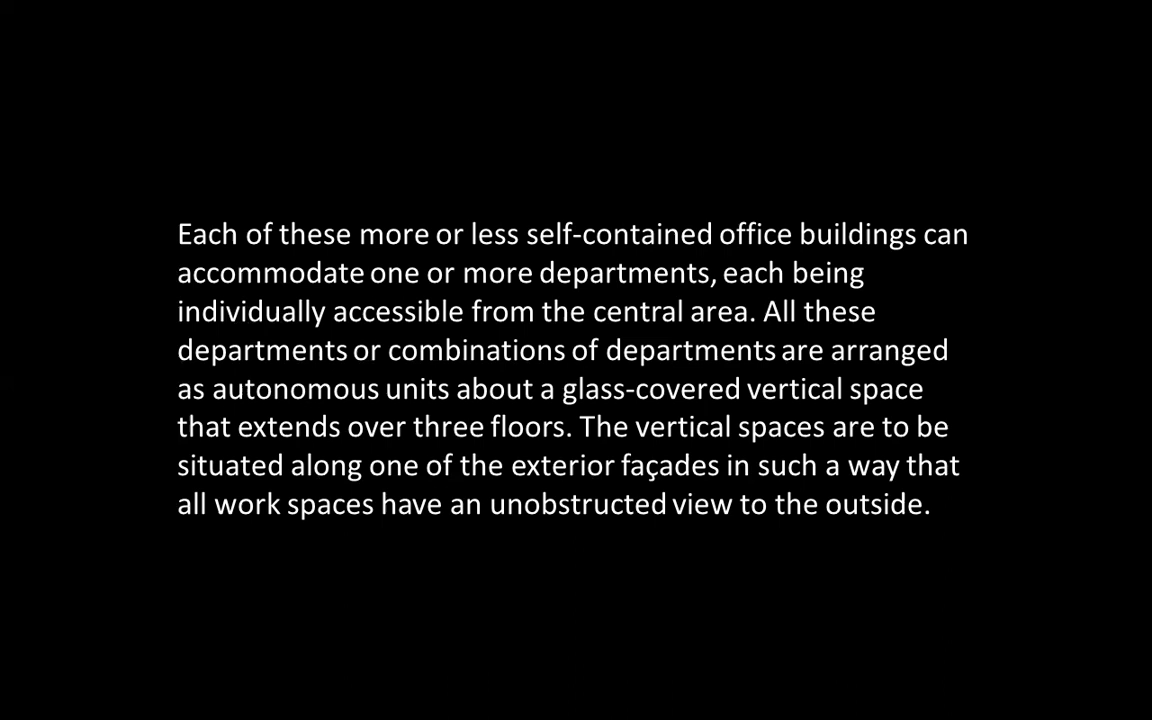 Each of these more or less self-contained office buildings can
accommodate one or more departments, each being
individually accessible from the central area. All these
departments or combinations of departments are arranged
as autonomous units about a glass-covered vertical space
that extends over three floors. The vertical spaces are to be
situated along one of the exterior façades in such a way that
all work spaces have an unobstructed view to the outside.